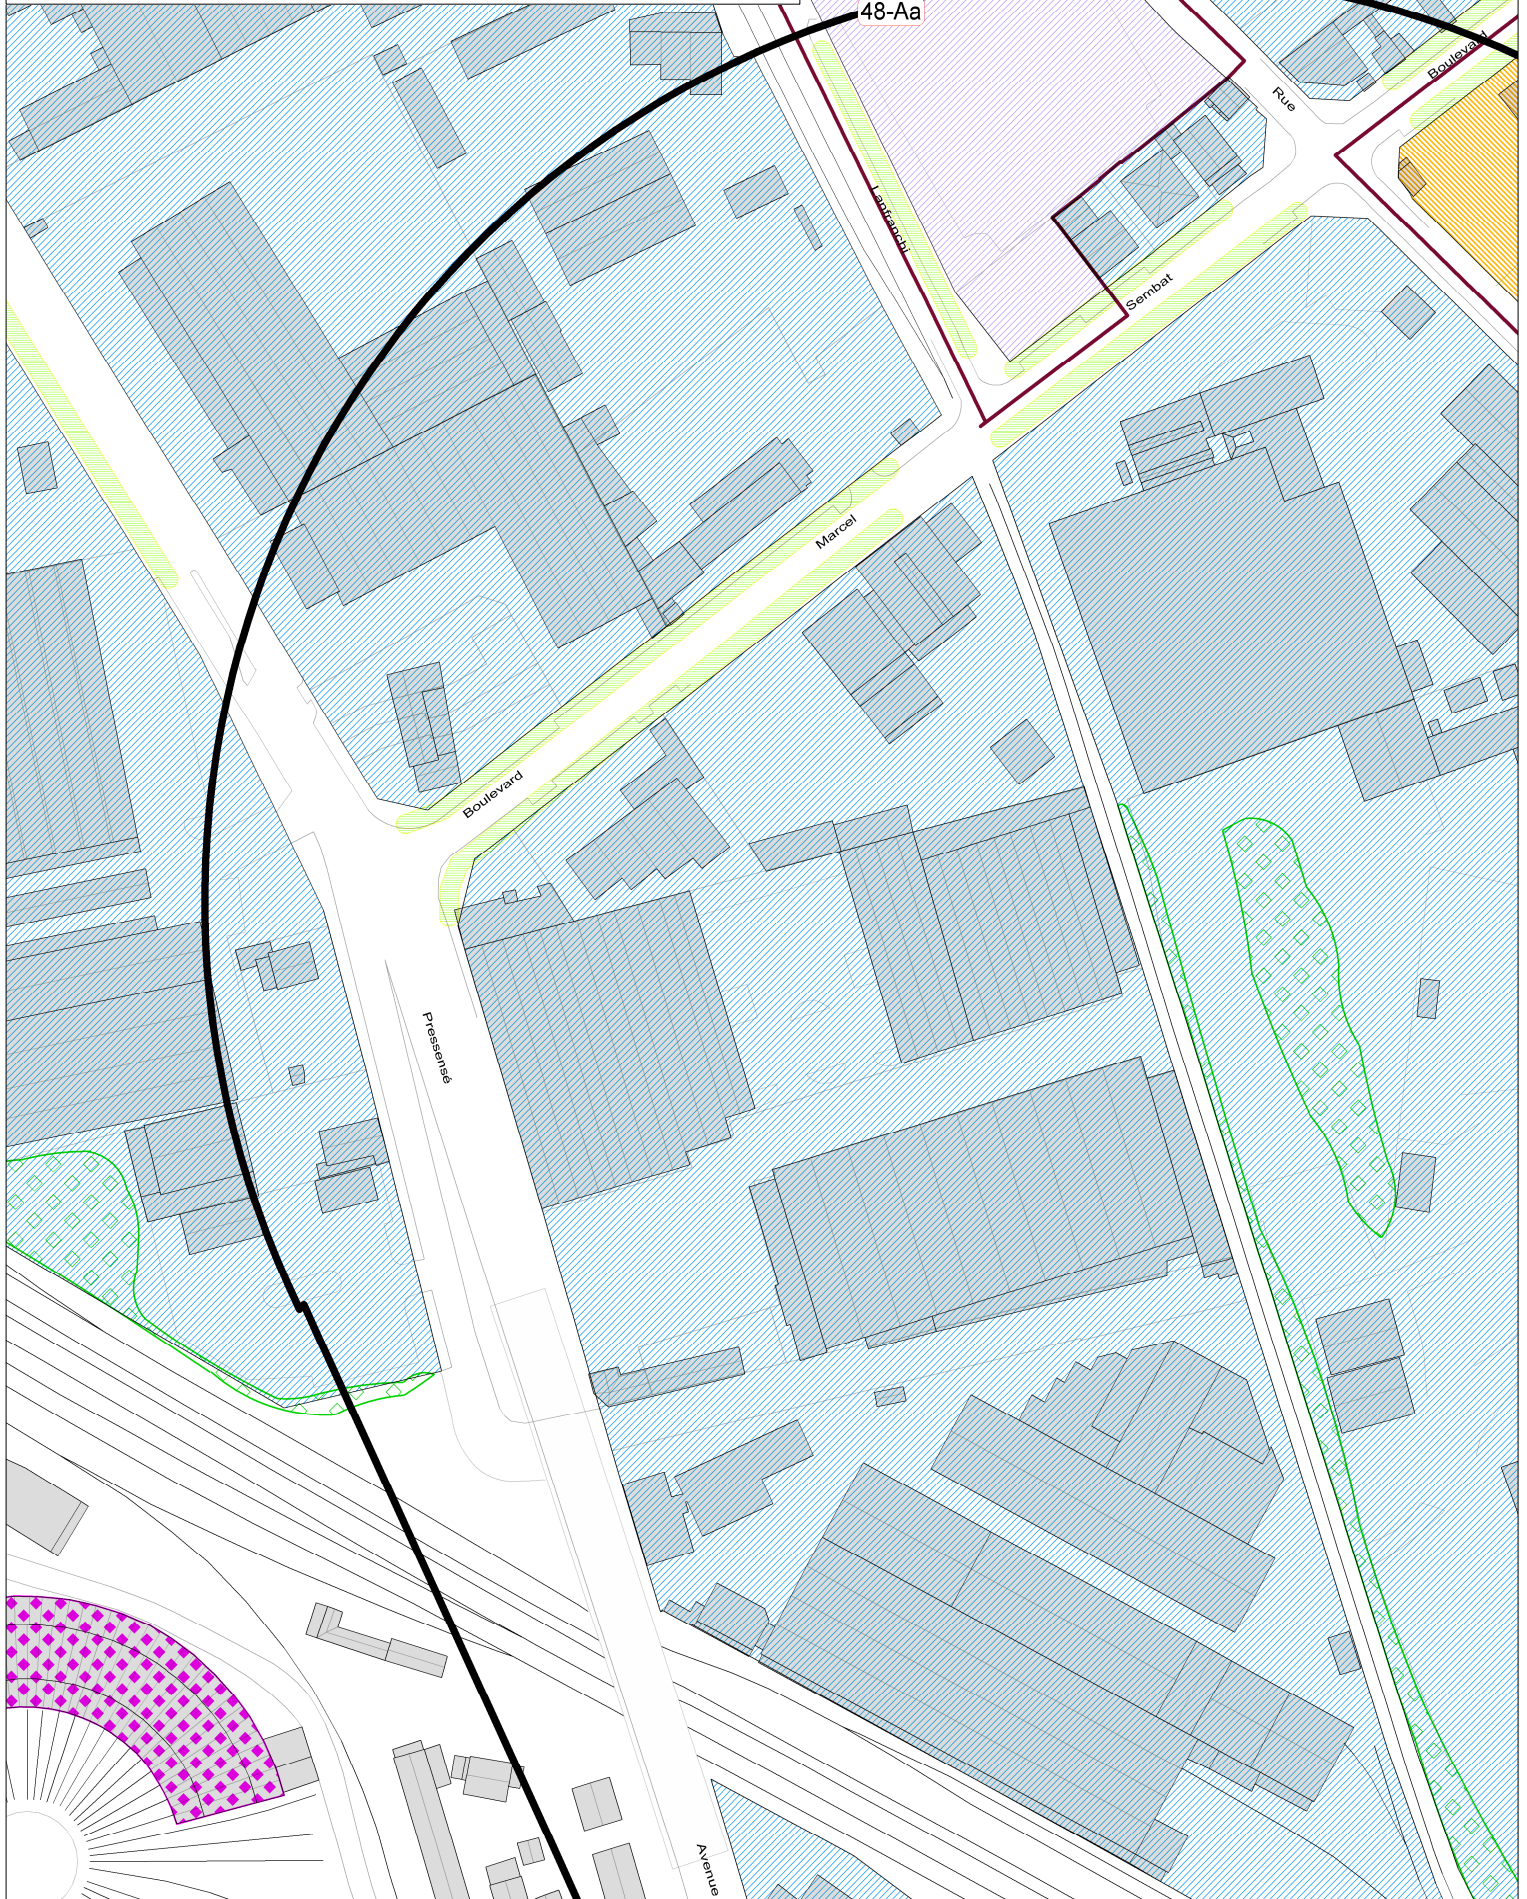 48-Aa
Boulevard
Rue
Lanfranchi
Sembat
Marcel
Boulevard
Pressensé
Avenue